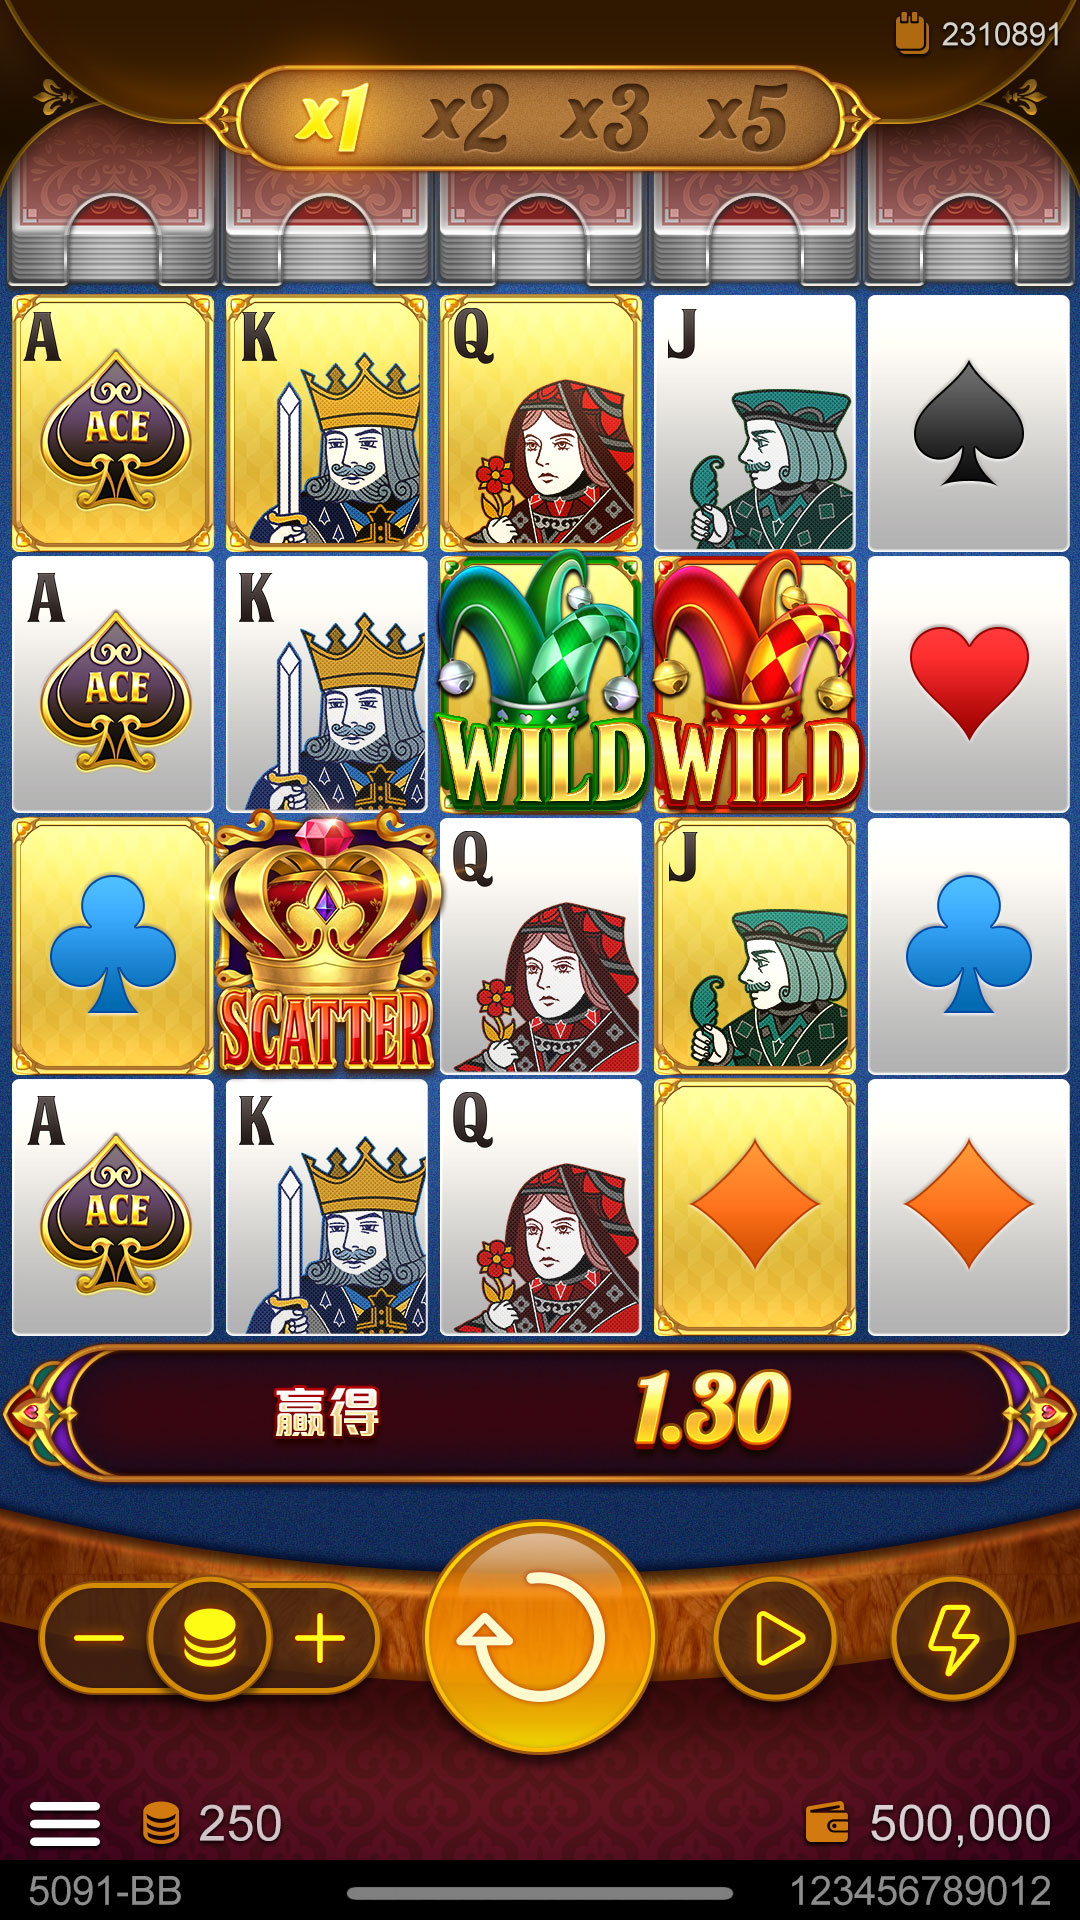 2310891
x1 x2 x3 x5
A K Q J
ACE
A K
ACE WILD WILD
Q J
SCATTER
A K Q
ACE
赢得 1.30
250 500,000
5091-BB 123456789012